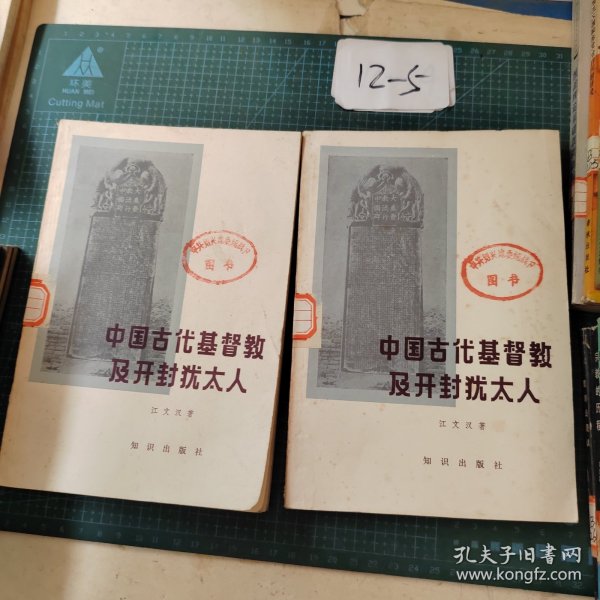 环美
HUAN MEI
Cutting Mat
12-5
图书
中国古代基督教
及开封犹太人
江文汉著
知识出版社
图书
中国古代基督教
及开封犹太人
江文汉著
知识出版社
孔夫子旧书网
www.kongfz.com